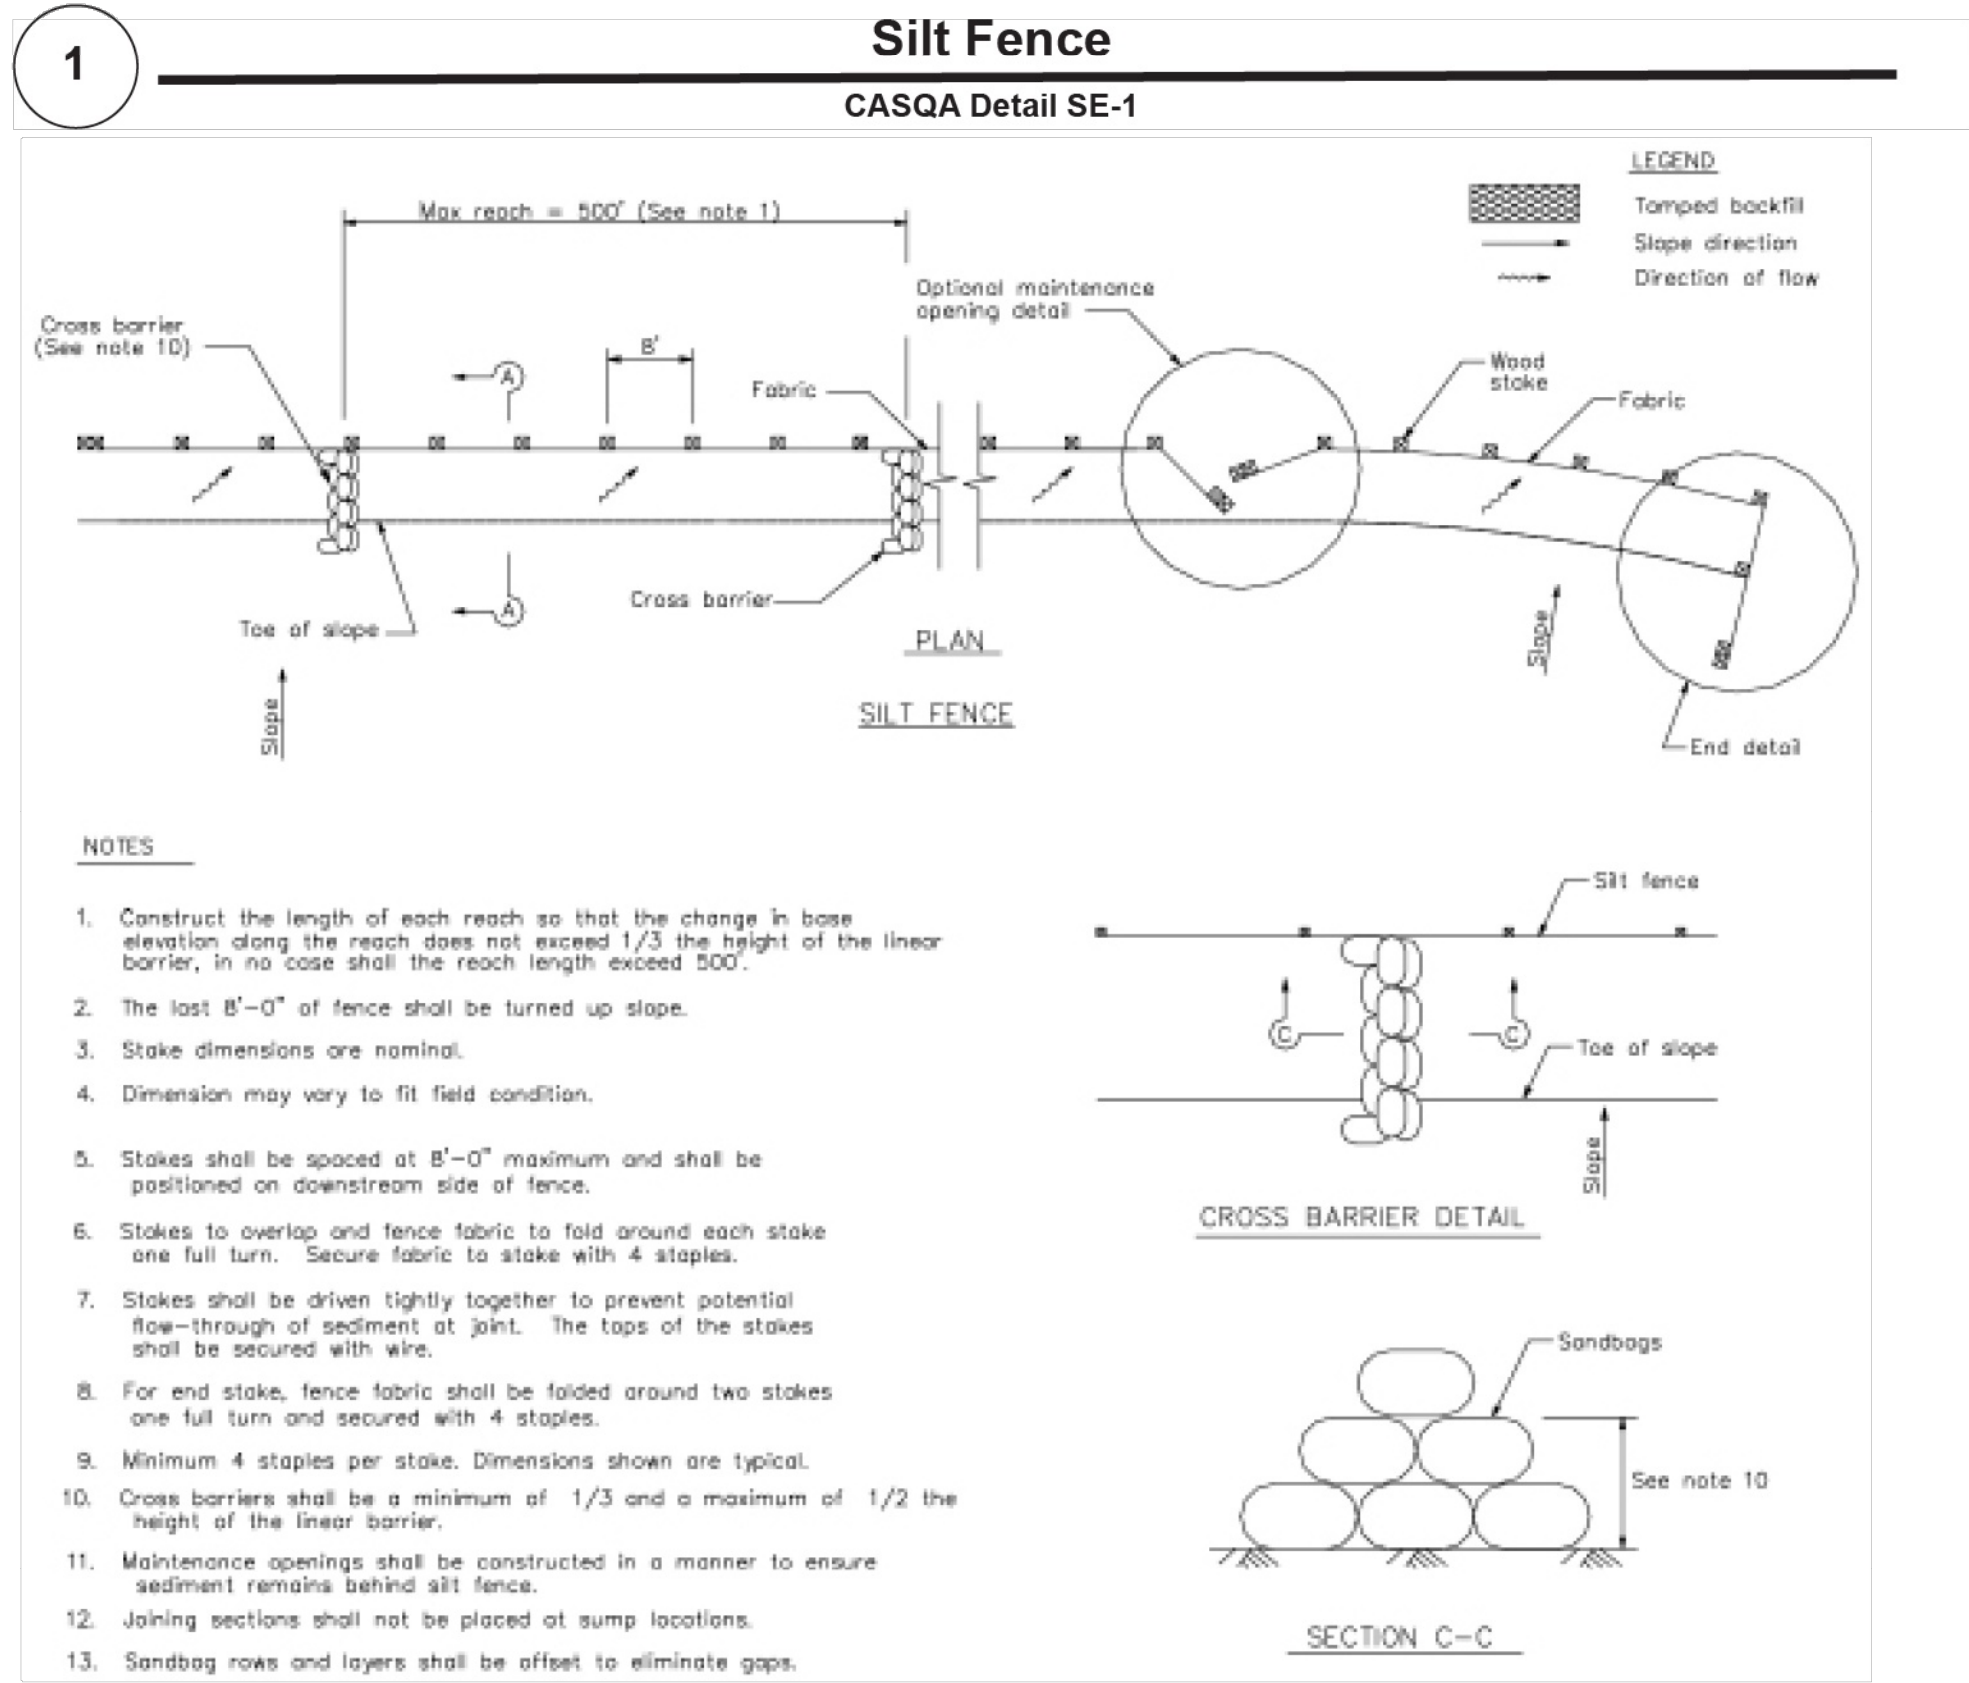 1
Silt Fence
CASQA Detail SE-1
LEGEND
Tamped backfill
Slope direction
Direction of flow
Max reach = 500' (See note 1)
Optional maintenance
opening detail
Cross barrier
(See note 10)
8'
A
Fabric
Wood
stake
Fabric
Cross barrier
A
Toe of slope
PLAN
Slope
Slope
SILT FENCE
End detail
NOTES
1. Construct the length of each reach so that the change in base
elevation along the reach does not exceed 1/3 the height of the linear
barrier, in no case shall the reach length exceed 500'.
2. The last 8'-0" of fence shall be turned up slope.
3. Stake dimensions are nominal.
4. Dimension may vary to fit field condition.
5. Stakes shall be spaced at 8'-0" maximum and shall be
positioned on downstream side of fence.
6. Stakes to overlap and fence fabric to fold around each stake
one full turn. Secure fabric to stake with 4 staples.
7. Stakes shall be driven tightly together to prevent potential
flow-through of sediment at joint. The tops of the stakes
shall be secured with wire.
8. For end stake, fence fabric shall be folded around two stakes
one full turn and secured with 4 staples.
9. Minimum 4 staples per stake. Dimensions shown are typical.
10. Cross barriers shall be a minimum of 1/3 and a maximum of 1/2 the
height of the linear barrier.
11. Maintenance openings shall be constructed in a manner to ensure
sediment remains behind silt fence.
12. Joining sections shall not be placed at sump locations.
13. Sandbag rows and layers shall be offset to eliminate gaps.
Silt fence
C
C
Toe of slope
Slope
CROSS BARRIER DETAIL
Sandbags
See note 10
SECTION C-C